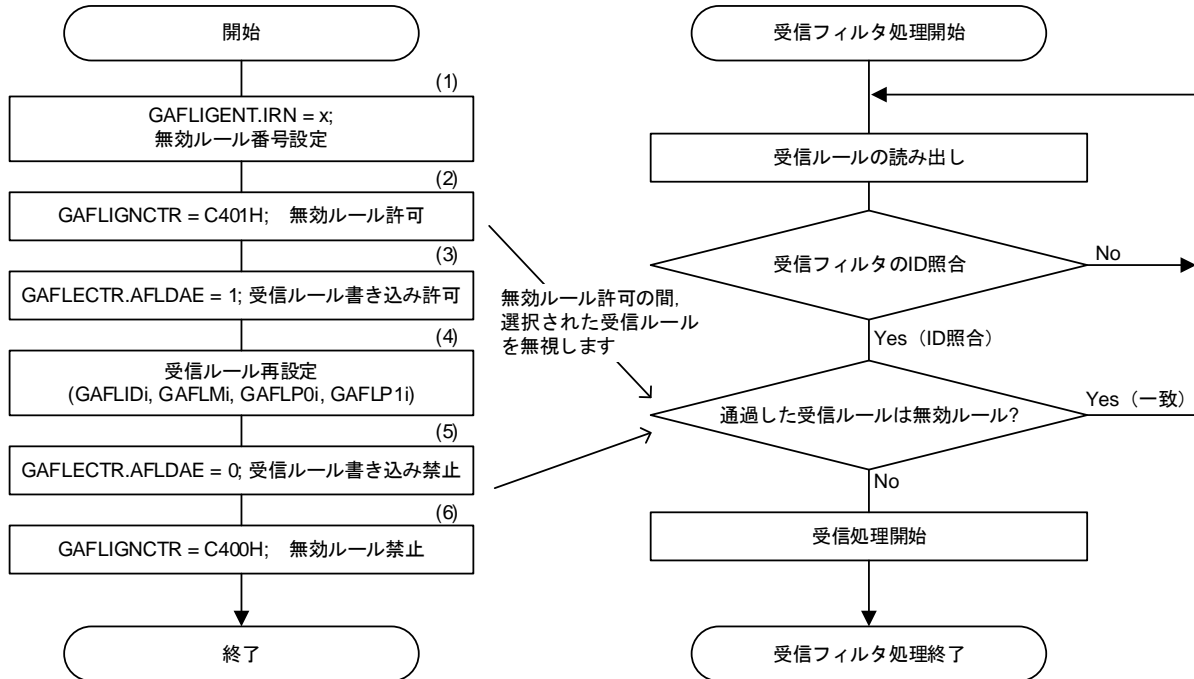 開始
(1)
GAFLIGENT.IRN = x;
無効ルール番号設定
(2)
GAFLIGNCTR = C401H; 無効ルール許可
(3)
GAFLECTR.AFLDAE = 1; 受信ルール書き込み許可
(4)
受信ルール再設定
(GAFLIDi, GAFLMi, GAFLP0i, GAFLP1i)
(5)
GAFLECTR.AFLDAE = 0; 受信ルール書き込み禁止
(6)
GAFLIGNCTR = C400H; 無効ルール禁止
終了
無効ルール許可の間,
選択された受信ルール
を無視します
受信フィルタ処理開始
受信ルールの読み出し
受信フィルタのID照合
No
Yes（ID照合）
通過した受信ルールは無効ルール?
Yes（一致）
No
受信処理開始
受信フィルタ処理終了